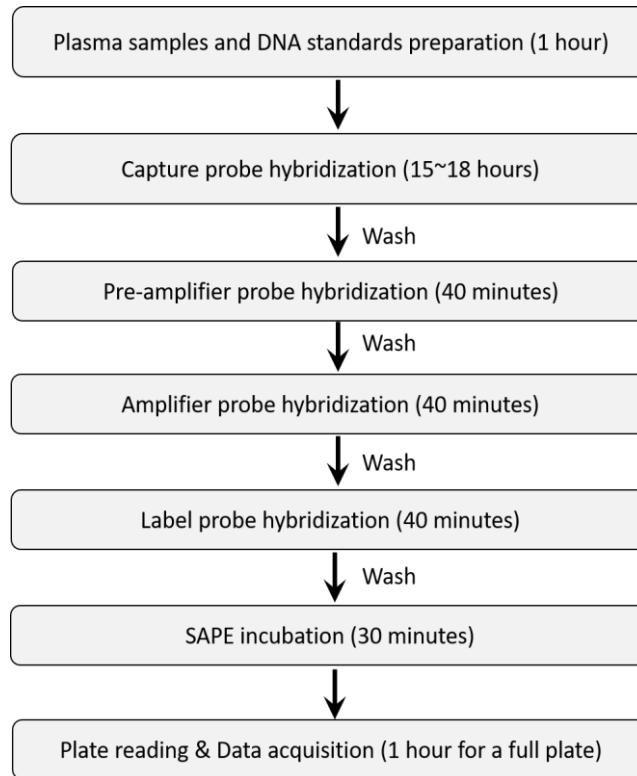 Plasma samples and DNA standards preparation (1 hour)
Capture probe hybridization (15~18 hours)
Wash
Pre-amplifier probe hybridization (40 minutes)
Wash
Amplifier probe hybridization (40 minutes)
Wash
Label probe hybridization (40 minutes)
Wash
SAPE incubation (30 minutes)
Plate reading & Data acquisition (1 hour for a full plate)